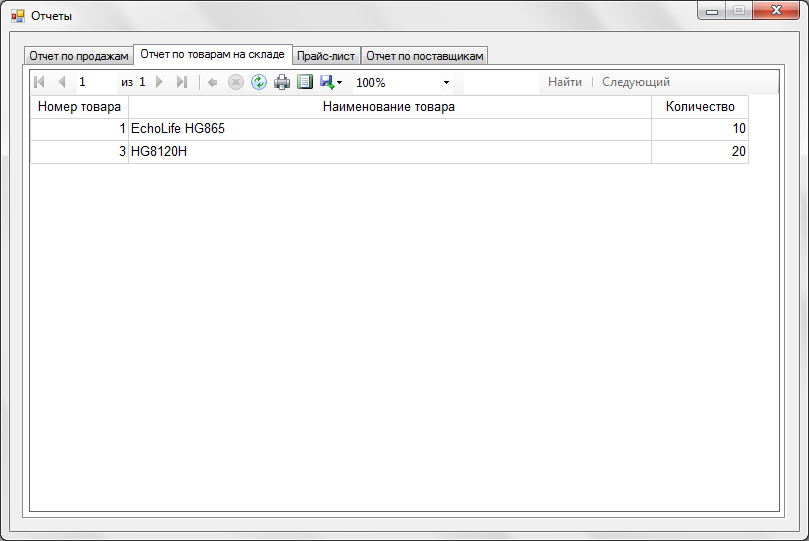 Отчеты
Отчет по продажам Отчет по товарам на складе Прайс-лист Отчет по поставщикам
1 из 1 100% Найти Следующий
Номер товара Наименование товара Количество
1 EchoLife HG865 10
3 HG8120H 20